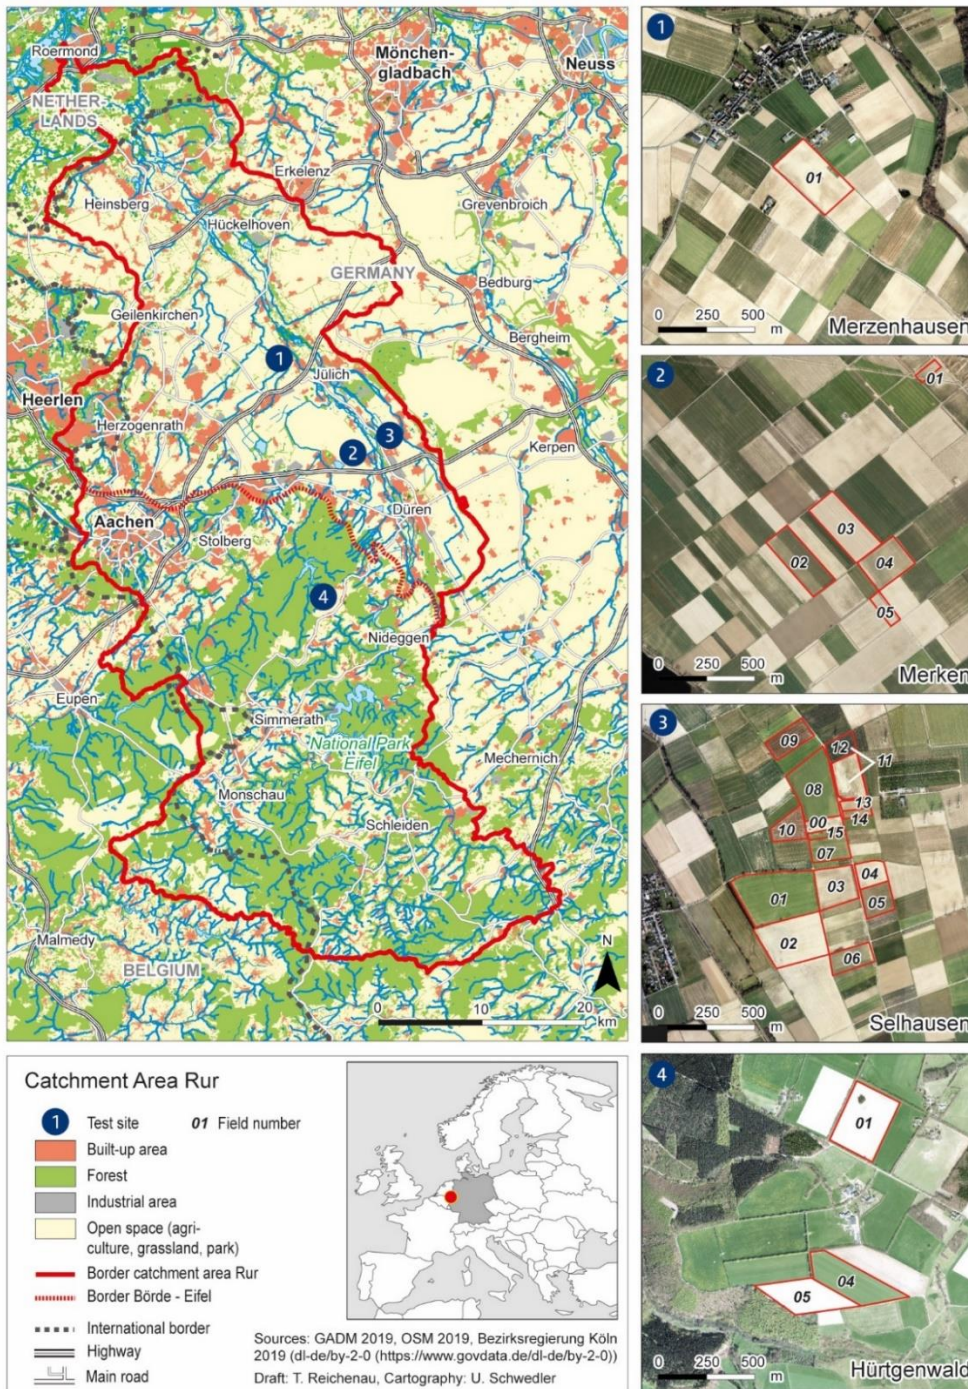 Roermond
Mönchen-
gladbach
Neuss
NETHER-
LANDS
Erkelenz
Heinsberg
Grevenbroich
Hückelhoven
GERMANY
Bedburg
Geilenkirchen
Bergheim
1
Jülich
Heerlen
Herzogenrath
3
2
Kerpen
Aachen
Düren
Stolberg
4
Nideggen
Eupen
Simmerath
National Park
Eifel
Mechernich
Monschau
Schleiden
Malmedy
BELGIUM
N
0 10 20
km
1
01
0 250 500
m
Merzenhausen
2
01
03
02
04
05
0 250 500
m
Merken
3
09
12
11
08
13
00
14
10
15
07
04
03
01
05
02
06
0 250 500
m
Selhausen
4
01
04
05
0 250 500
m
Hürtgenwald
Catchment Area Rur
1 Test site 01 Field number
Built-up area
Forest
Industrial area
Open space (agri-
culture, grassland, park)
Border catchment area Rur
Border Börde - Eifel
International border
Highway
Main road
Sources: GADM 2019, OSM 2019, Bezirksregierung Köln
2019 (dl-de/by-2-0 (https://www.govdata.de/dl-de/by-2-0))
Draft: T. Reichenau, Cartography: U. Schwedler